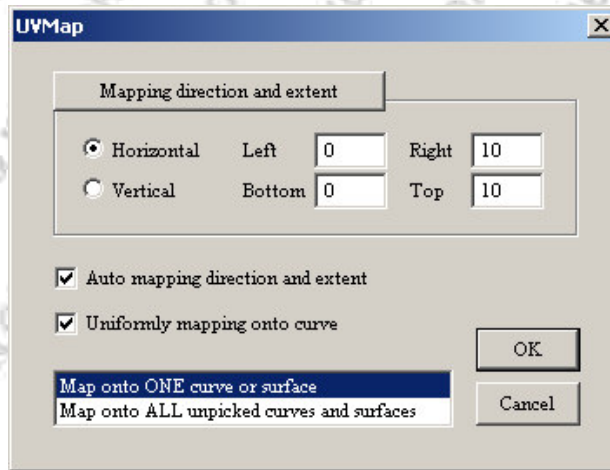 UVMap
Mapping direction and extent
Horizontal Left 0 Right 10
Vertical Bottom 0 Top 10
Auto mapping direction and extent
Uniformly mapping onto curve
OK
Map onto ONE curve or surface
Map onto ALL unpicked curves and surfaces
Cancel